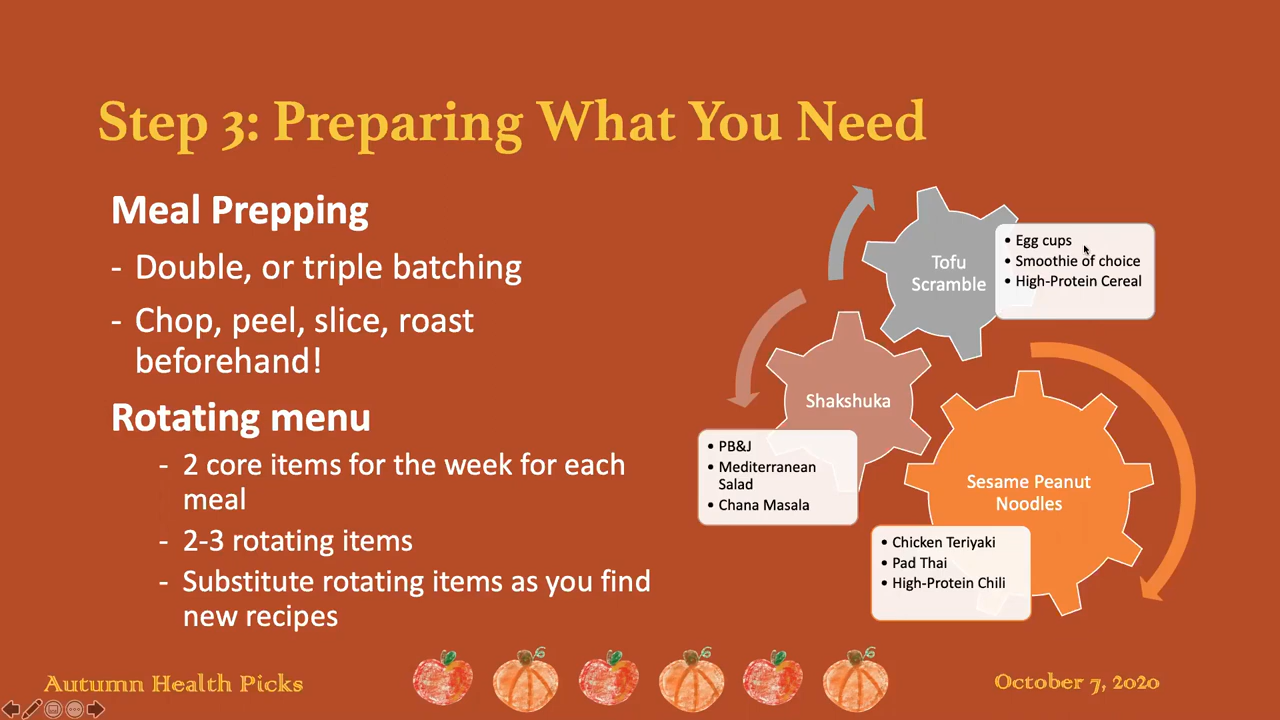 Step 3: Preparing What You Need
Meal Prepping
- Double, or triple batching
- Chop, peel, slice, roast
beforehand!
Rotating menu
- 2 core items for the week for each
meal
- 2-3 rotating items
- Substitute rotating items as you find
new recipes
Tofu
Scramble
• Egg cups
• Smoothie of choice
• High-Protein Cereal
Shakshuka
• PB&J
• Mediterranean
Salad
• Chana Masala
Sesame Peanut
Noodles
• Chicken Teriyaki
• Pad Thai
• High-Protein Chili
Autumn Health Picks
October 7, 2020